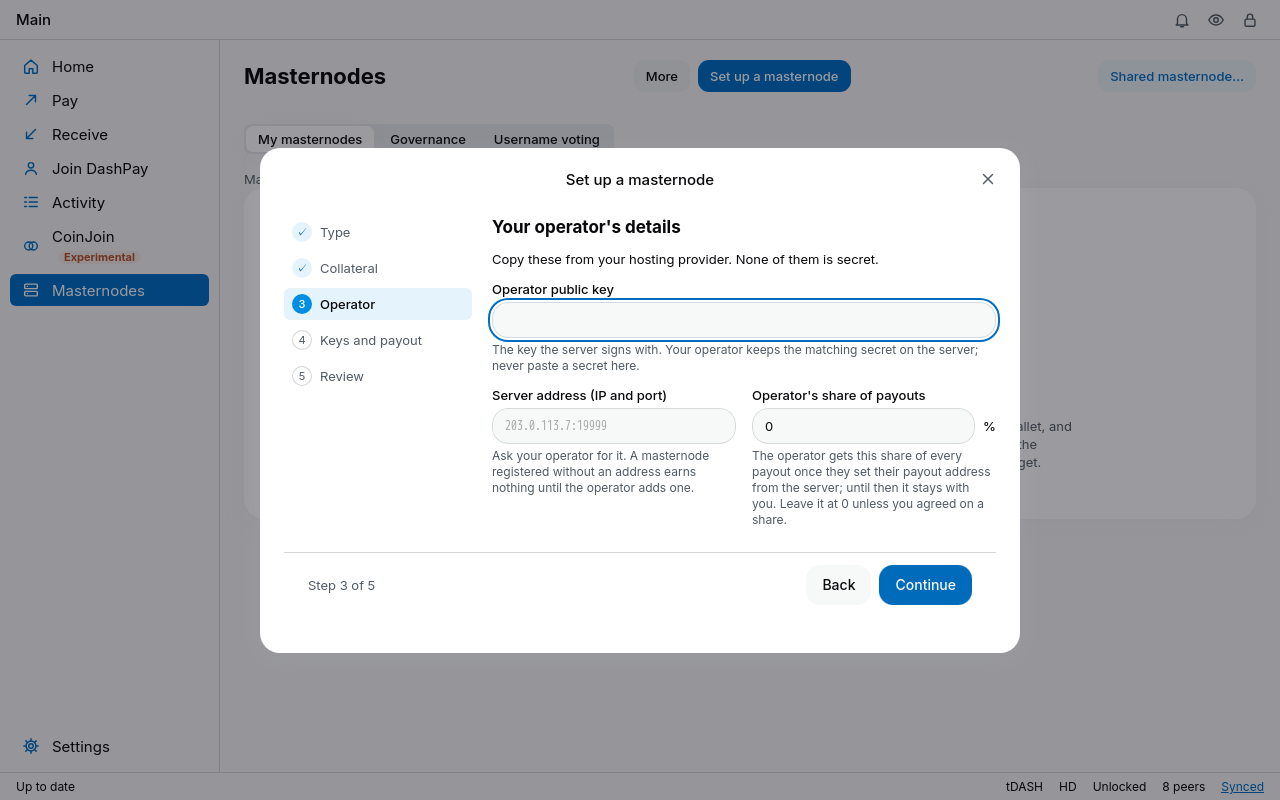 Main
Home
Pay
Receive
Join DashPay
Activity
CoinJoin
Experimental
Masternodes
Settings
Masternodes
More
Set up a masternode
Shared masternode...
My masternodes
Governance
Username voting
Ma
Set up a masternode
✓ Type
✓ Collateral
3 Operator
4 Keys and payout
5 Review
Your operator's details
Copy these from your hosting provider. None of them is secret.
Operator public key
The key the server signs with. Your operator keeps the matching secret on the server;
never paste a secret here.
Server address (IP and port)
203.0.113.7:19999
Ask your operator for it. A masternode
registered without an address earns
nothing until the operator adds one.
Operator's share of payouts
0 %
The operator gets this share of every
payout once they set their payout address
from the server; until then it stays with
you. Leave it at 0 unless you agreed on a
share.
allet, and
the
get.
Step 3 of 5
Back
Continue
Up to date
tDASH
HD
Unlocked
8 peers
Synced